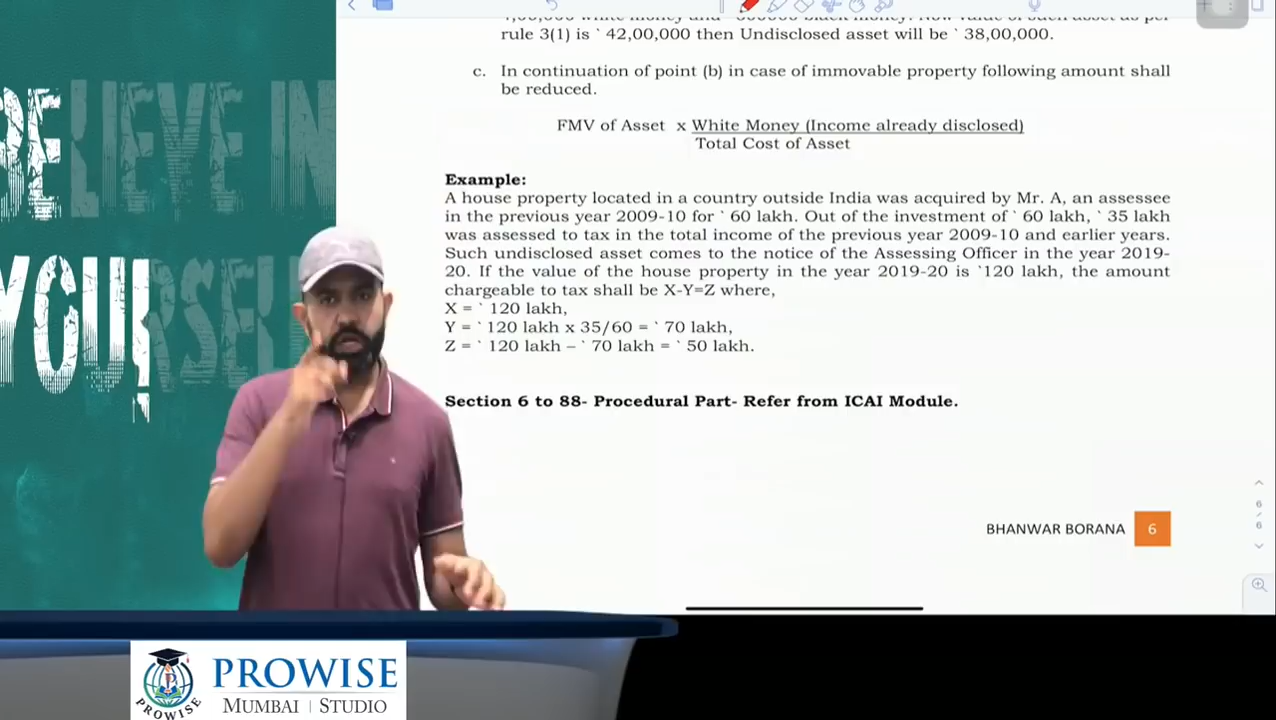 BELIEVE IN
YOURSELF
rule 3(1) is ` 42,00,000 then Undisclosed asset will be ` 38,00,000.
c. In continuation of point (b) in case of immovable property following amount shall
be reduced.
FMV of Asset x White Money (Income already disclosed)
Total Cost of Asset
Example:
A house property located in a country outside India was acquired by Mr. A, an assessee
in the previous year 2009-10 for ` 60 lakh. Out of the investment of ` 60 lakh, ` 35 lakh
was assessed to tax in the total income of the previous year 2009-10 and earlier years.
Such undisclosed asset comes to the notice of the Assessing Officer in the year 2019-
20. If the value of the house property in the year 2019-20 is `120 lakh, the amount
chargeable to tax shall be X-Y=Z where,
X = ` 120 lakh,
Y = ` 120 lakh x 35/60 = ` 70 lakh,
Z = ` 120 lakh – ` 70 lakh = ` 50 lakh.
Section 6 to 88- Procedural Part- Refer from ICAI Module.
6
/
6
BHANWAR BORANA 6
PROWISE
MUMBAI | STUDIO
PROWISE